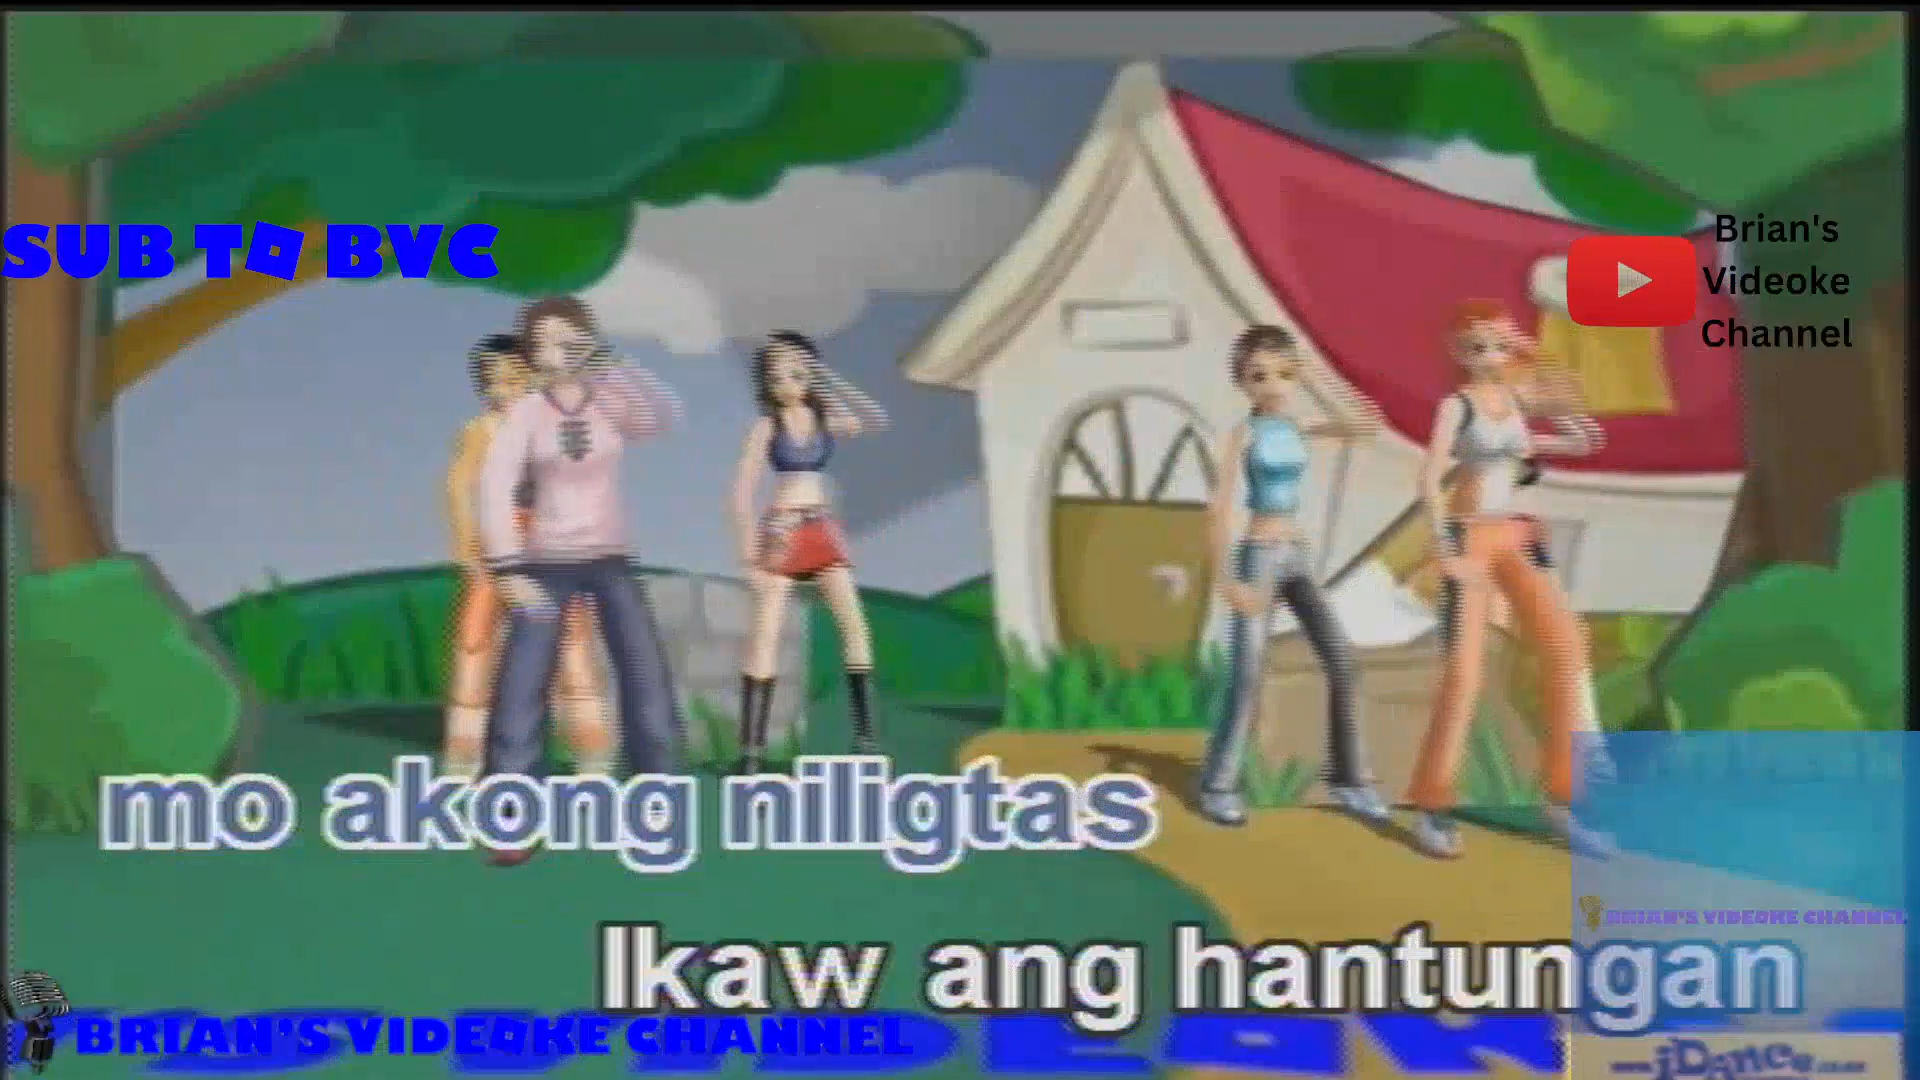 SUB TO BVC
Brian's
Videoke
Channel
mo akong niligtas
BRIAN'S VIDEOKE CHANNEL
Ikaw ang hantungan
BRIAN'S VIDEOKE CHANNEL